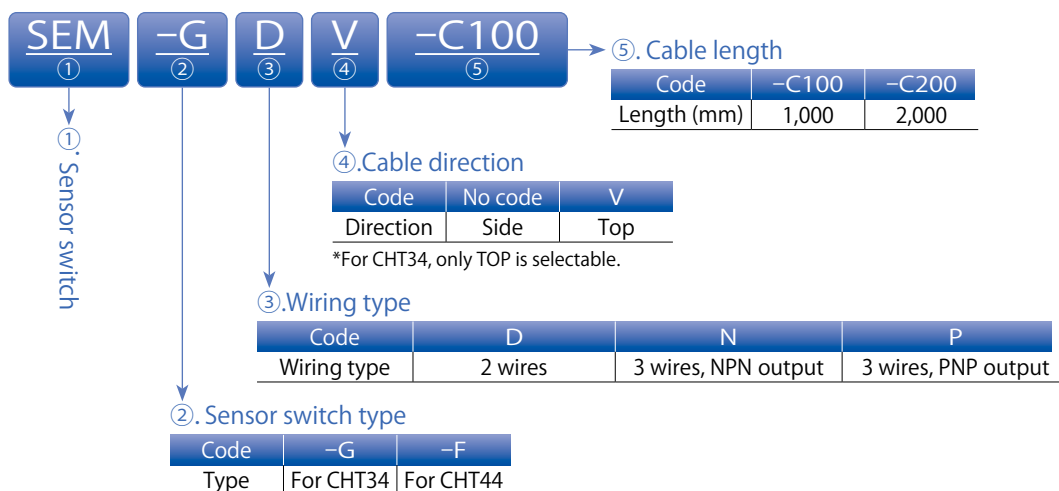 SEM −G D V −C100
① ② ③ ④ ⑤
⑤. Cable length
Code −C100 −C200
Length (mm) 1,000 2,000
①. Sensor switch
④.Cable direction
Code No code V
Direction Side Top
*For CHT34, only TOP is selectable.
③.Wiring type
Code D N P
Wiring type 2 wires 3 wires, NPN output 3 wires, PNP output
②. Sensor switch type
Code −G −F
Type For CHT34 For CHT44